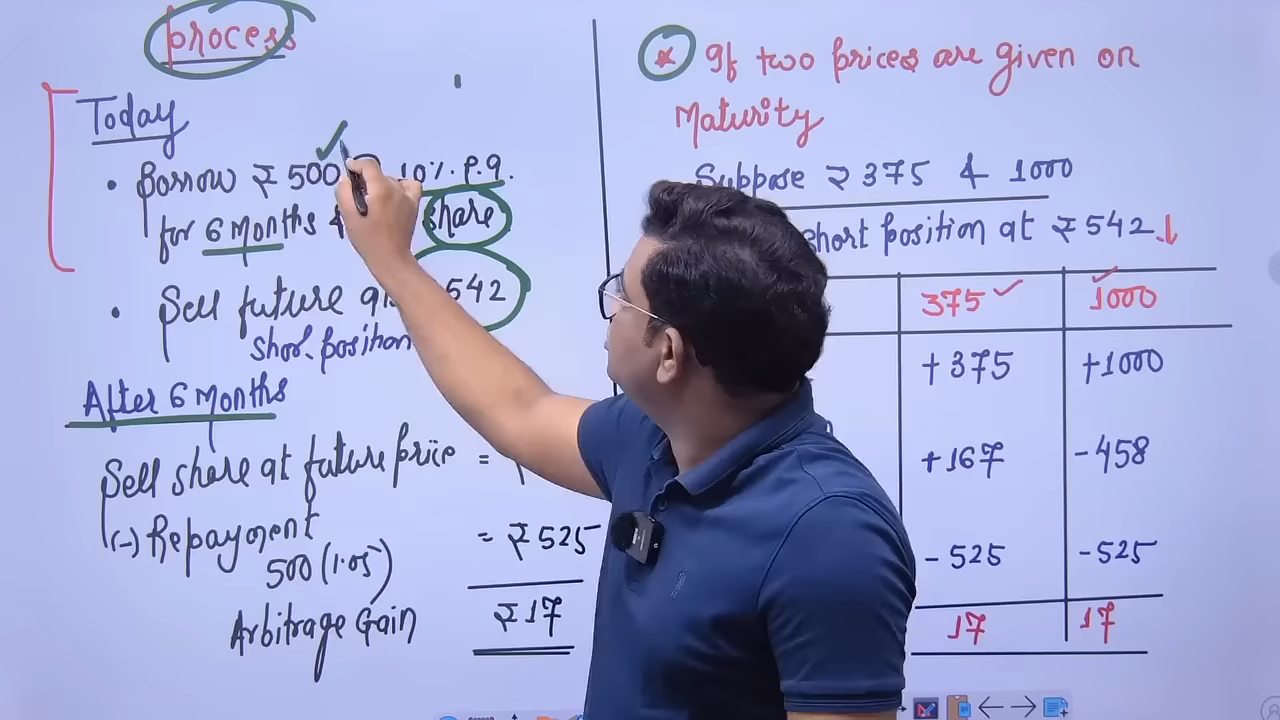 process
Today
• Borrow ₹ 500 10% p.a.
for 6 Months & share
• Sell future 542
Short position
After 6 Months
Sell share at future price =
(-) Repayment = ₹ 525
500 (1.05)
Arbitrage Gain ₹ 17
* If two prices are given on
Maturity
Suppose ₹ 375 & 1000
short position at ₹ 542 ↓
375 ✓ 1000 ✓
+375 +1000
+167 -458
-525 -525
17 17